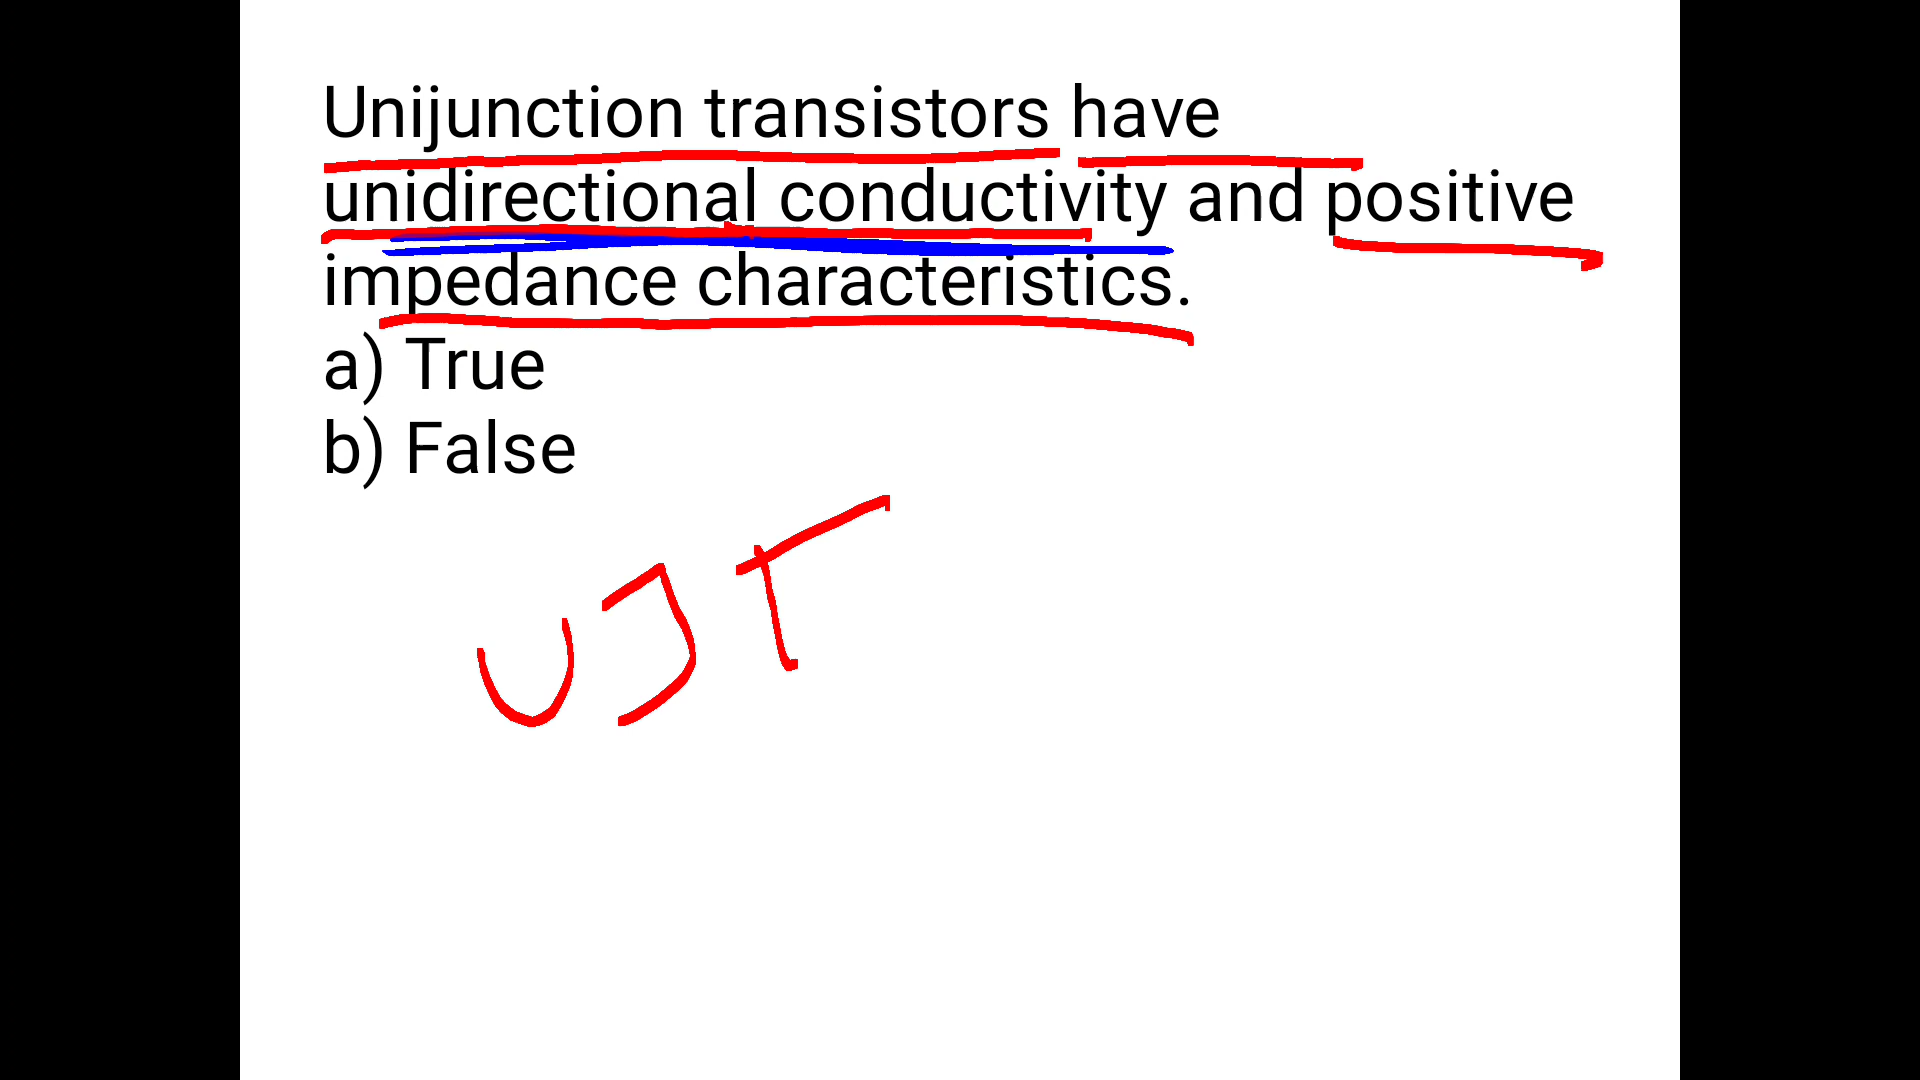 Unijunction transistors have
unidirectional conductivity and positive
impedance characteristics.
a) True
b) False
UJT